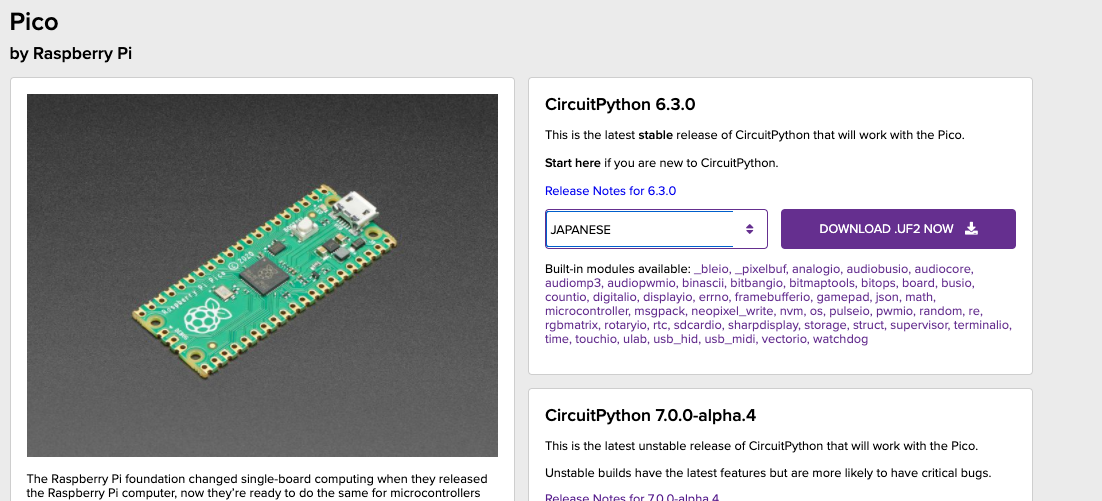 Pico
by Raspberry Pi
Raspberry Pi Pico ©2020
The Raspberry Pi foundation changed single-board computing when they released
the Raspberry Pi computer, now they're ready to do the same for microcontrollers
CircuitPython 6.3.0
This is the latest stable release of CircuitPython that will work with the Pico.
Start here if you are new to CircuitPython.
Release Notes for 6.3.0
JAPANESE
DOWNLOAD .UF2 NOW
Built-in modules available: _bleio, _pixelbuf, analogio, audiobusio, audiocore,
audiomp3, audiopwmio, binascii, bitbangio, bitmaptools, bitops, board, busio,
countio, digitalio, displayio, errno, framebufferio, gamepad, json, math,
microcontroller, msgpack, neopixel_write, nvm, os, pulseio, pwmio, random, re,
rgbmatrix, rotaryio, rtc, sdcardio, sharpdisplay, storage, struct, supervisor, terminalio,
time, touchio, ulab, usb_hid, usb_midi, vectorio, watchdog
CircuitPython 7.0.0-alpha.4
This is the latest unstable release of CircuitPython that will work with the Pico.
Unstable builds have the latest features but are more likely to have critical bugs.
Release Notes for 7.0.0-alpha.4